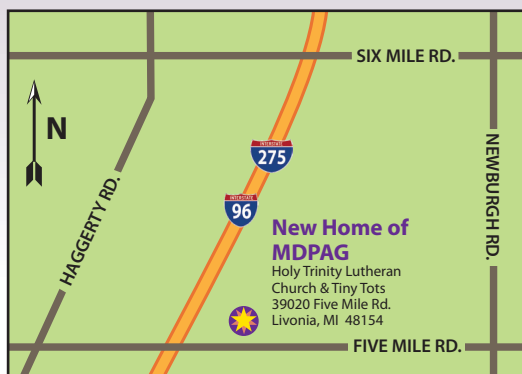 SIX MILE RD.
N
INTERSTATE
275
NEWBURGH RD.
HAGGERTY RD.
INTERSTATE
96
New Home of
MDPAG
Holy Trinity Lutheran
Church & Tiny Tots
39020 Five Mile Rd.
Livonia, MI 48154
FIVE MILE RD.